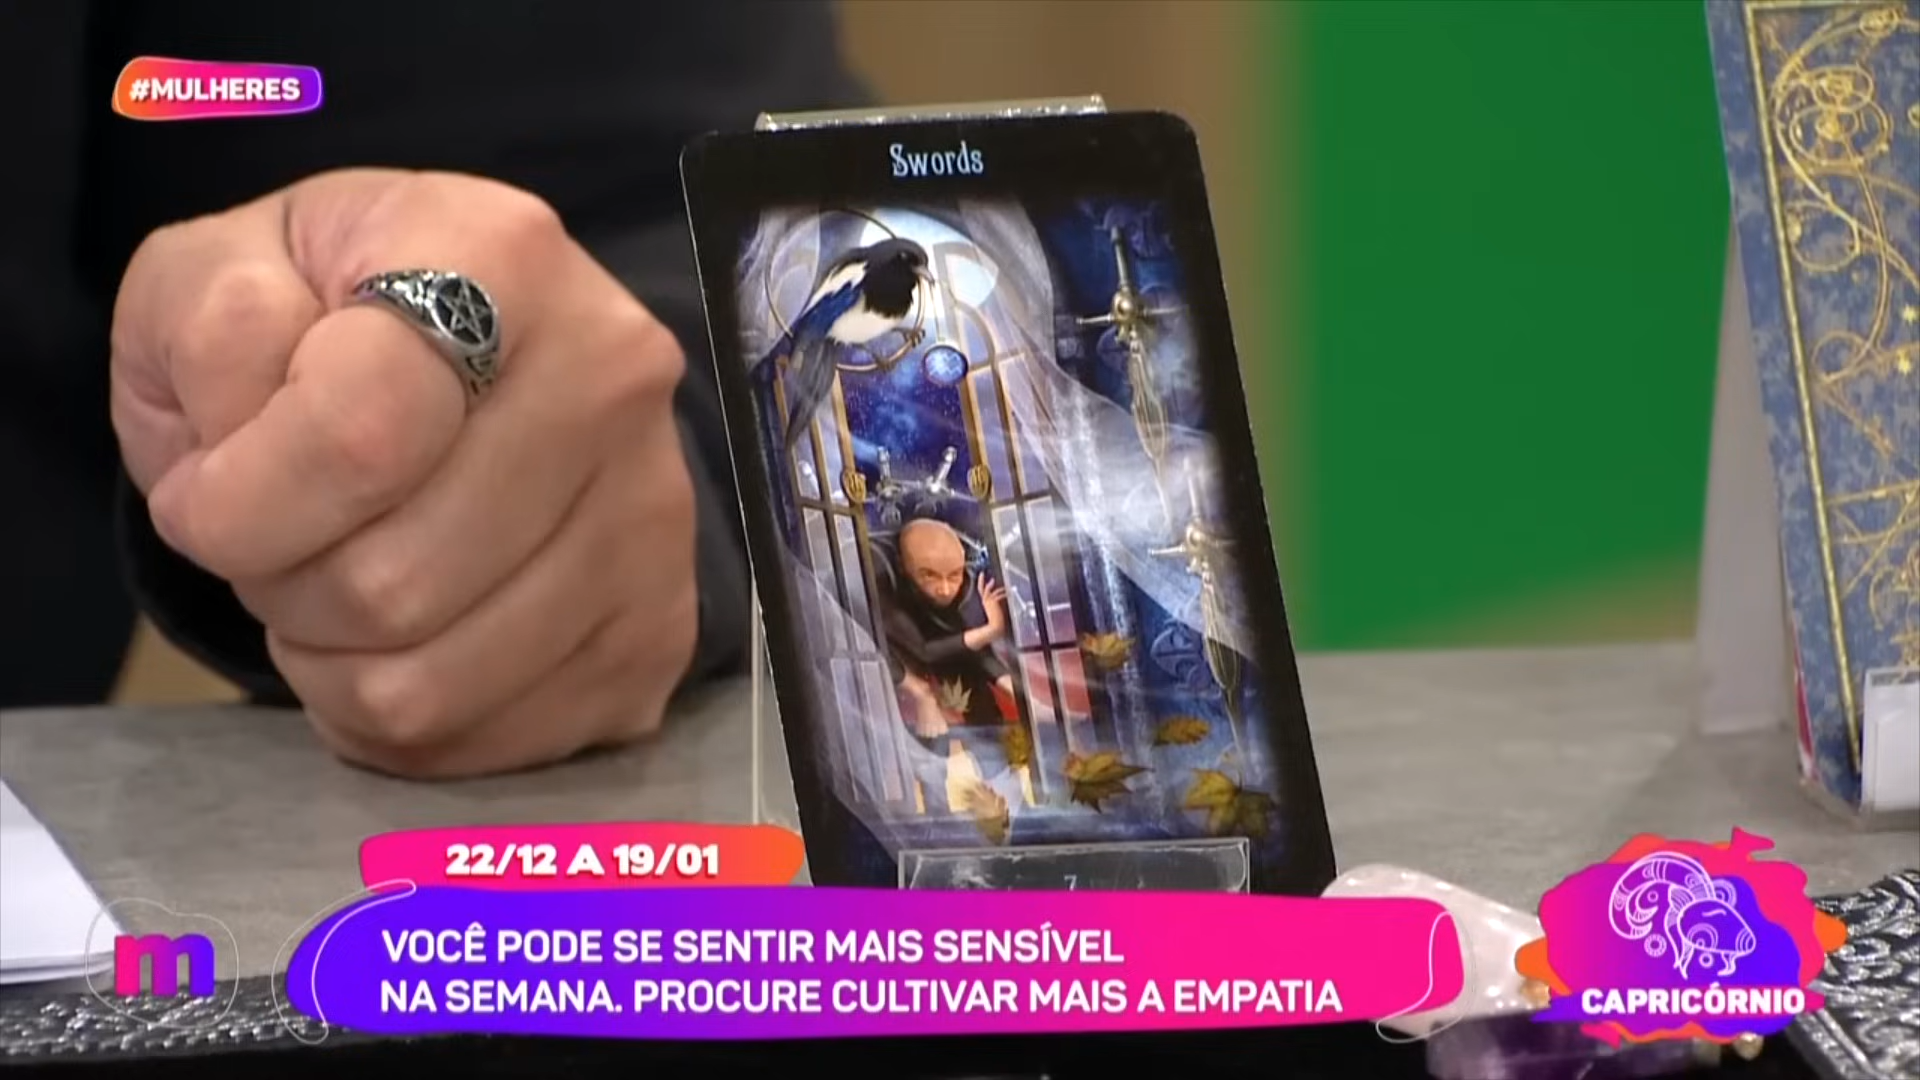 #MULHERES
Swords
7
22/12 A 19/01
VOCÊ PODE SE SENTIR MAIS SENSÍVEL
NA SEMANA. PROCURE CULTIVAR MAIS A EMPATIA
m
CAPRICÓRNIO